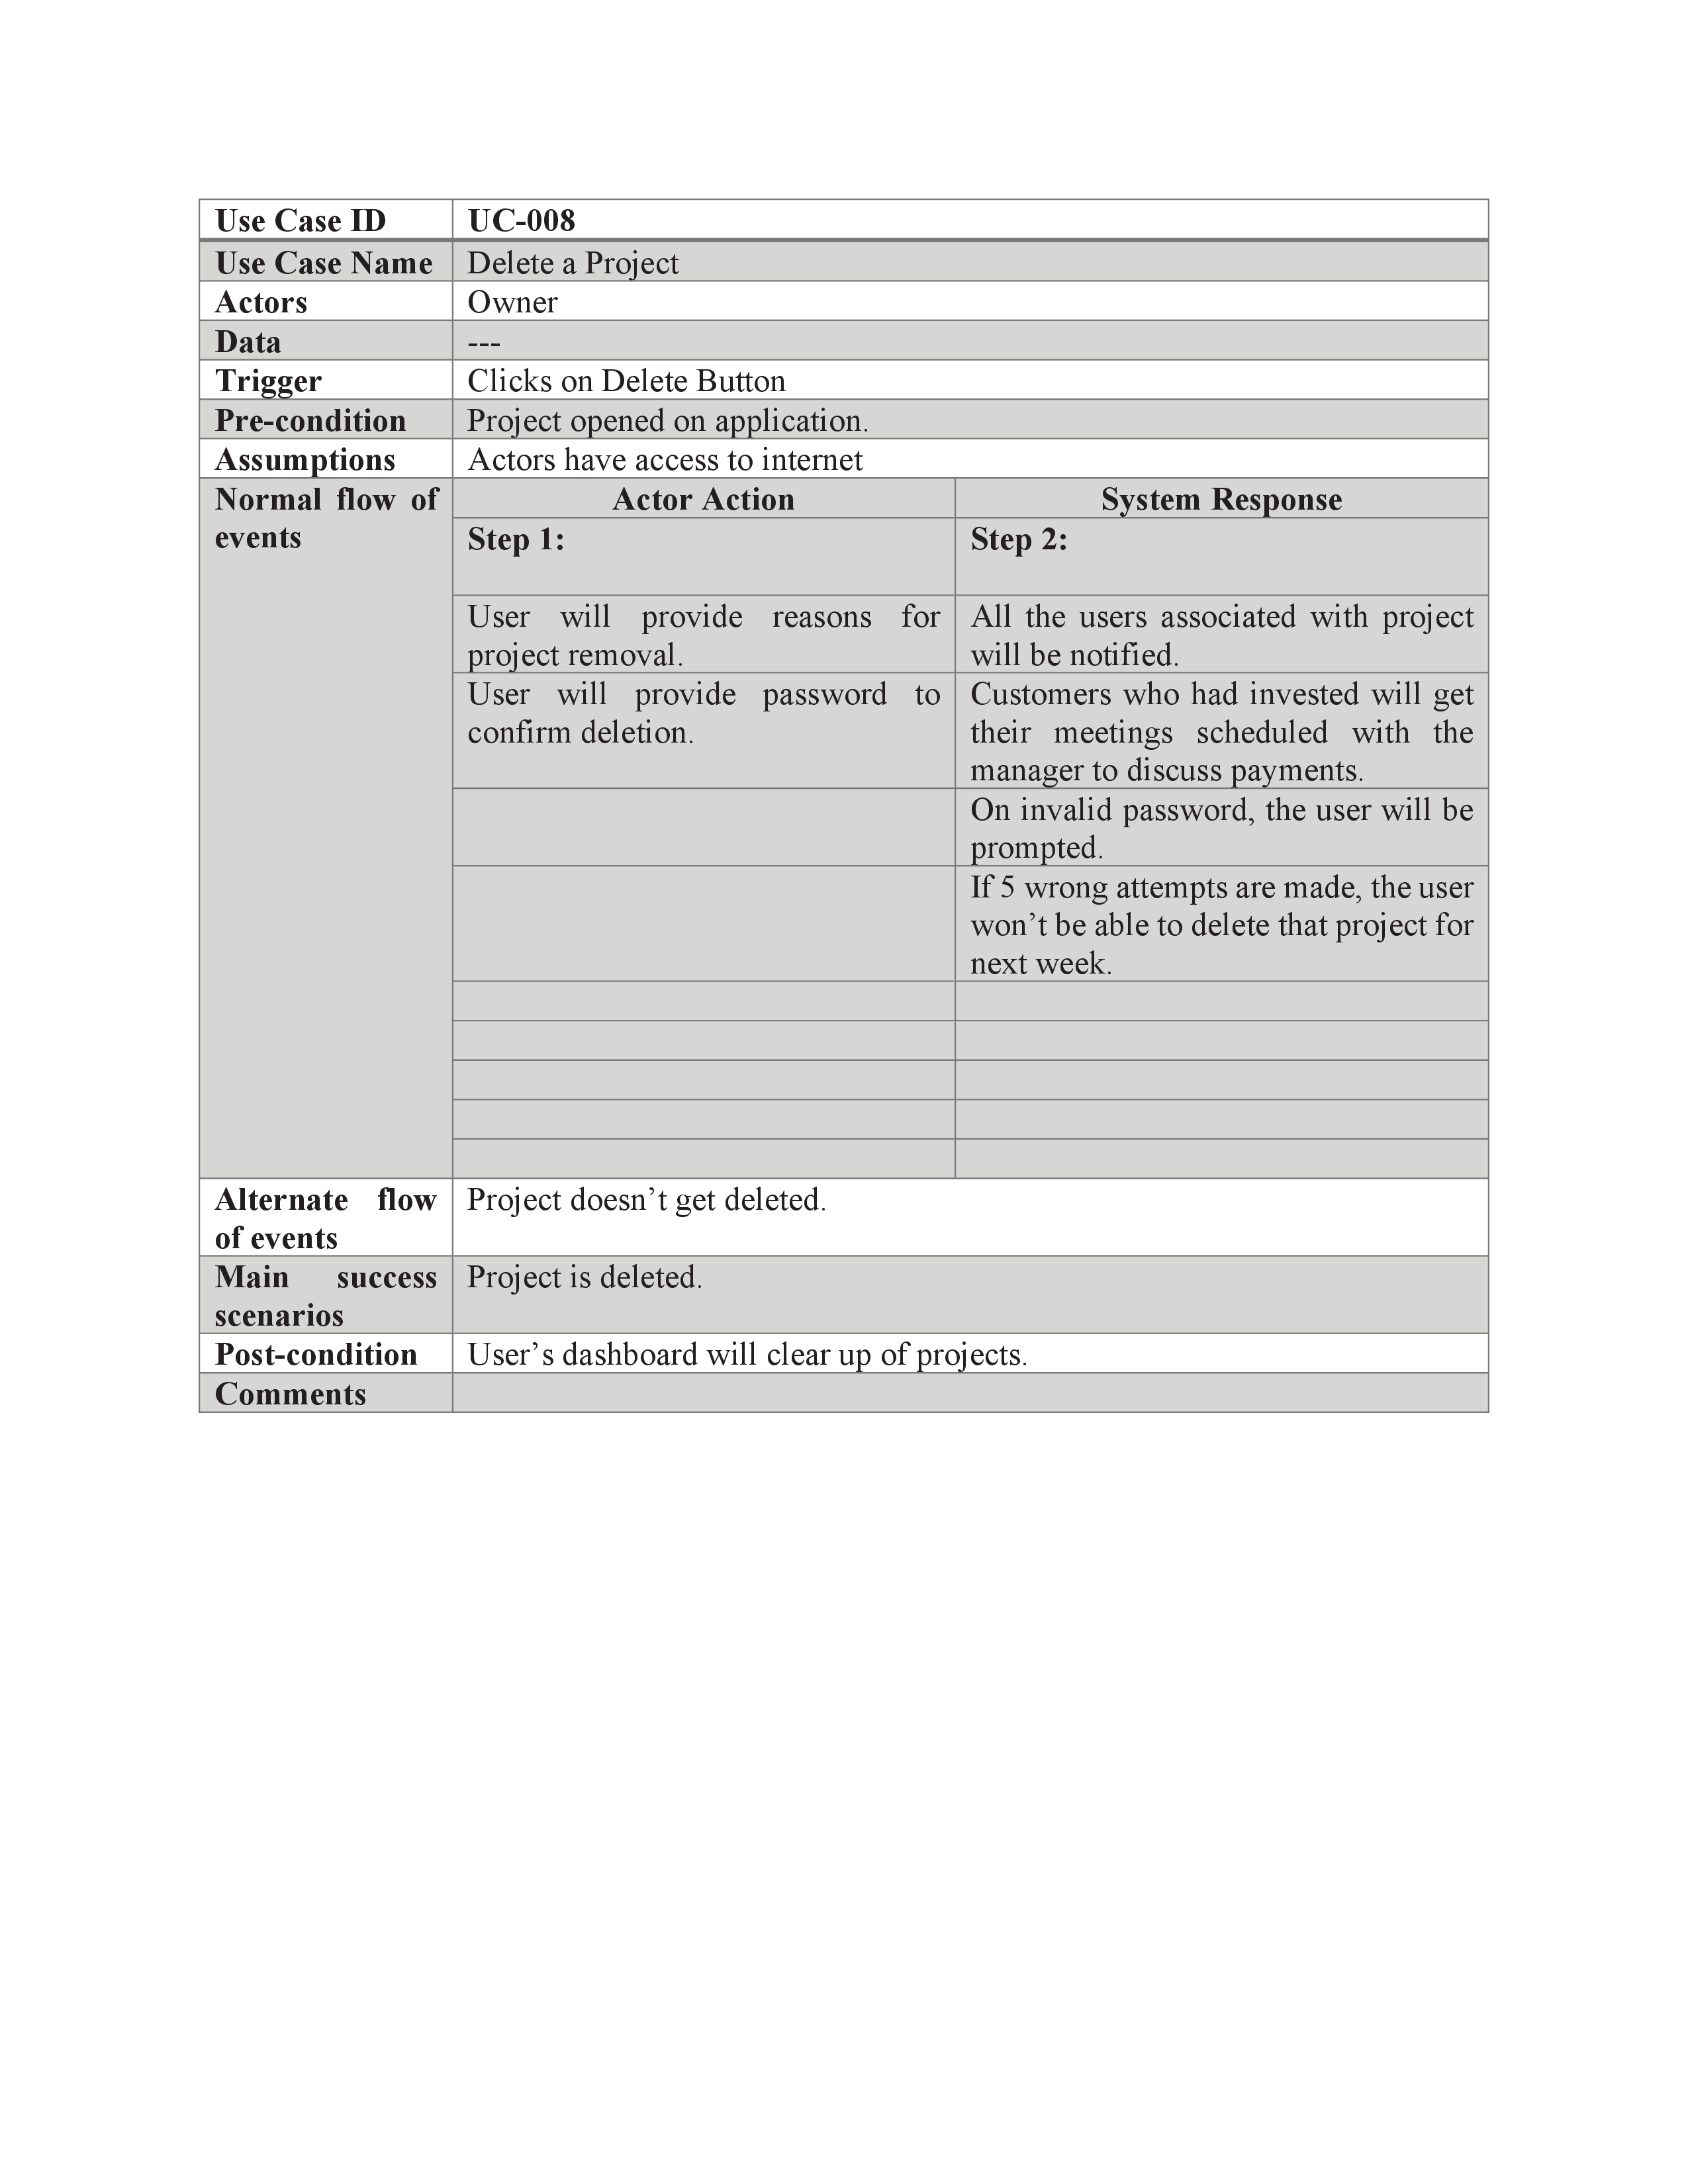 Use Case ID UC-008
Use Case Name Delete a Project
Actors Owner
Data ---
Trigger Clicks on Delete Button
Pre-condition Project opened on application.
Assumptions Actors have access to internet
Normal flow of
events
Actor Action System Response
Step 1: Step 2:
User will provide reasons for
project removal.
All the users associated with project
will be notified.
User will provide password to
confirm deletion.
Customers who had invested will get
their meetings scheduled with the
manager to discuss payments.
On invalid password, the user will be
prompted.
If 5 wrong attempts are made, the user
won’t be able to delete that project for
next week.
Alternate flow
of events
Project doesn’t get deleted.
Main success
scenarios
Project is deleted.
Post-condition User’s dashboard will clear up of projects.
Comments